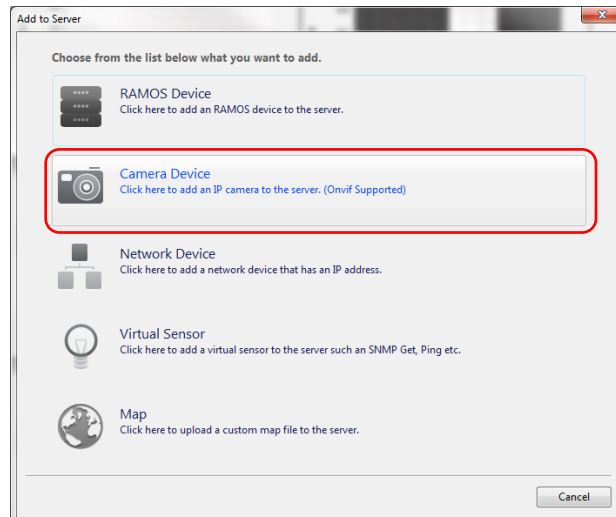 Add to Server
Choose from the list below what you want to add.
RAMOS Device
Click here to add an RAMOS device to the server.
Camera Device
Click here to add an IP camera to the server. (Onvif Supported)
Network Device
Click here to add a network device that has an IP address.
Virtual Sensor
Click here to add a virtual sensor to the server such an SNMP Get, Ping etc.
Map
Click here to upload a custom map file to the server.
Cancel